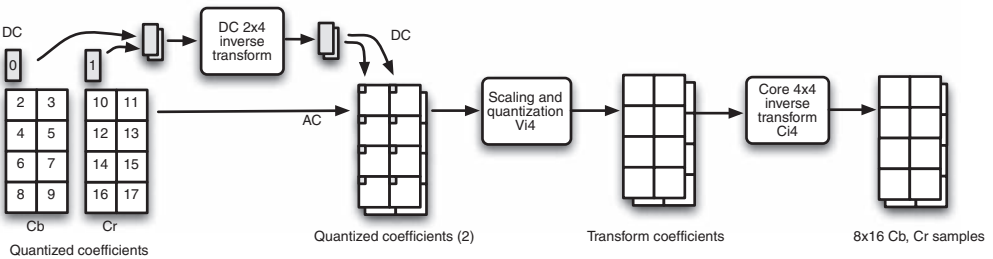 DC
0
1
2 3
4 5
6 7
8 9
Cb
10 11
12 13
14 15
16 17
Cr
Quantized coefficients
DC 2x4
inverse
transform
DC
AC
Quantized coefficients (2)
Scaling and
quantization
Vi4
Transform coefficients
Core 4x4
inverse
transform
Ci4
8x16 Cb, Cr samples